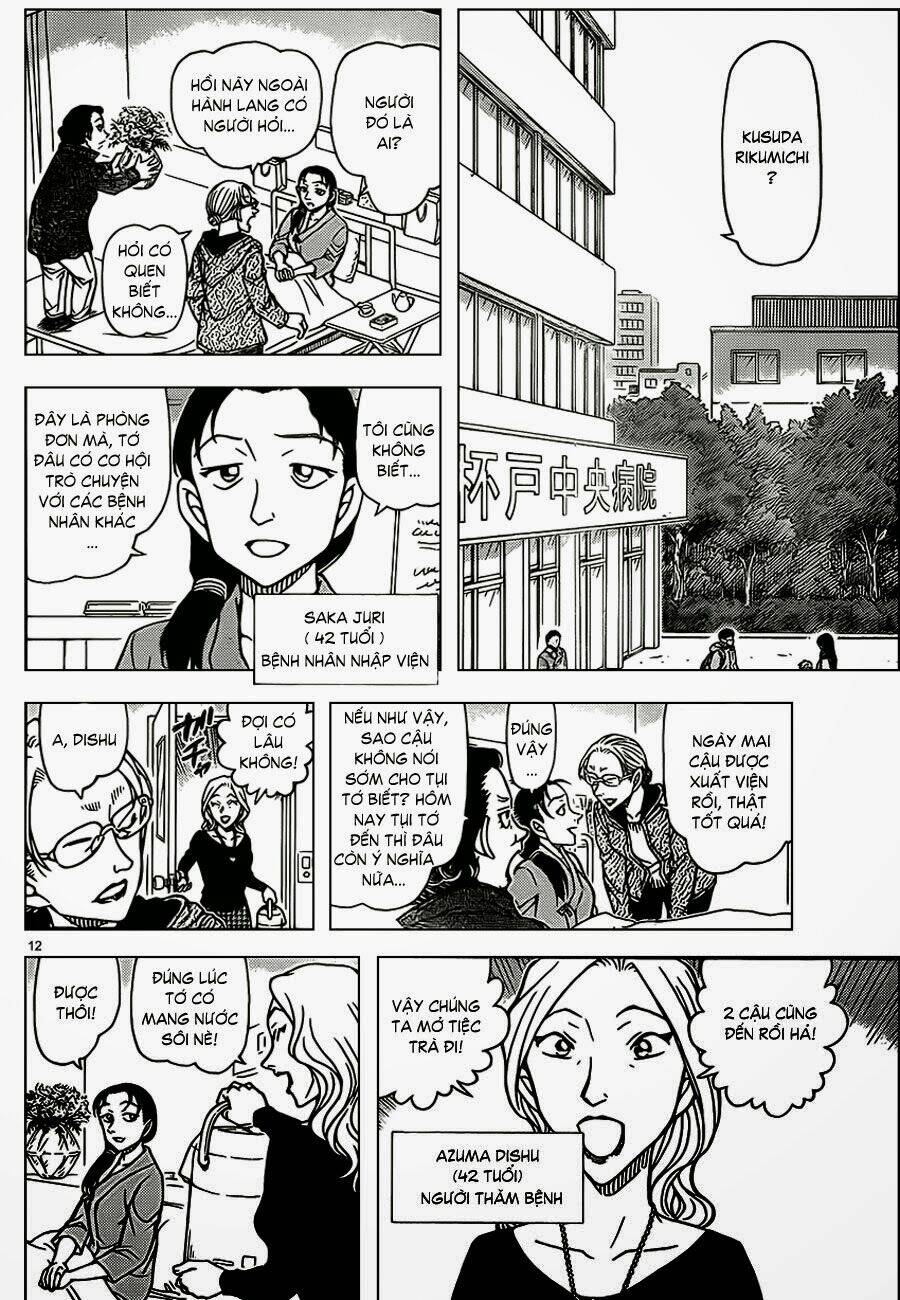 KUSUDA
RIKUMICHI
?
杯戸中央病院
NGƯỜI
ĐÓ LÀ
AI?
HỒI NÃY NGOÀI
HÀNH LANG CÓ
NGƯỜI HỎI...
HỎI CÓ
QUEN
BIẾT
KHÔNG...
TÔI CŨNG
KHÔNG
BIẾT...
ĐÂY LÀ PHÒNG
ĐƠN MÀ, TỚ
ĐÂU CÓ CƠ HỘI
TRÒ CHUYỆN
VỚI CÁC BỆNH
NHÂN KHÁC
...
SAKA JURI
( 42 TUỔI )
BỆNH NHÂN NHẬP VIỆN
NGÀY MAI
CẬU ĐƯỢC
XUẤT VIỆN
RỒI, THẬT
TỐT QUÁ!
ĐÚNG
VẬY
...
NẾU NHƯ VẬY,
SAO CẬU
KHÔNG NÓI
SỚM CHO TỤI
TỚ BIẾT? HÔM
NAY TỤI TỚ
ĐẾN THÌ ĐÂU
CÒN Ý NGHĨA
NỮA...
ĐỢI CÓ
LÂU
KHÔNG!
ガチャ
A, DISHU
12
2 CẬU CŨNG
ĐẾN RỒI HẢ!
VẬY CHÚNG
TA MỞ TIỆC
TRÀ ĐI!
AZUMA DISHU
(42 TUỔI)
NGƯỜI THĂM BỆNH
ĐÚNG LÚC
TỚ CÓ
MANG NƯỚC
SÔI NÈ!
ĐƯỢC
THÔI!